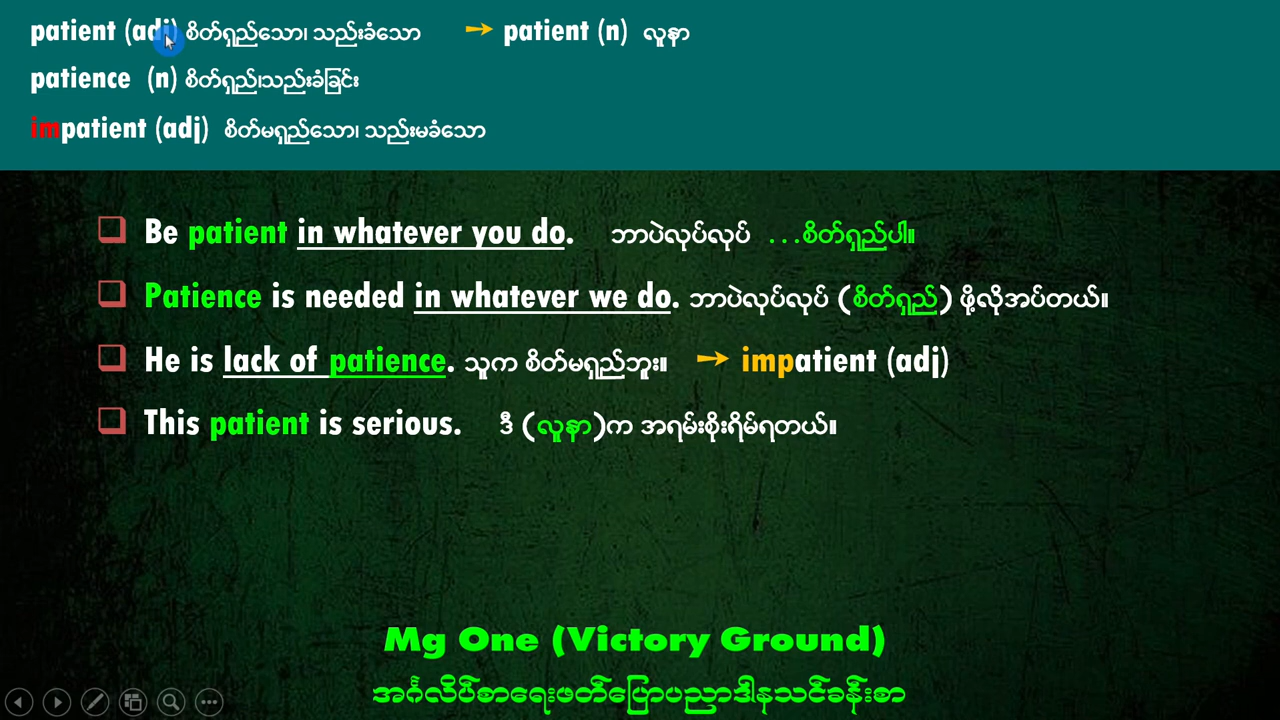 patient (adj) စိတ်ရှည်သော၊ သည်းခံသော → patient (n) လူနာ
patience (n) စိတ်ရှည်၊သည်းခံခြင်း
impatient (adj) စိတ်မရှည်သော၊ သည်းမခံသော
Be patient in whatever you do. ဘာပဲလုပ်လုပ် ...စိတ်ရှည်ပါ။
Patience is needed in whatever we do. ဘာပဲလုပ်လုပ် (စိတ်ရှည်) ဖို့လိုအပ်တယ်။
He is lack of patience. သူက စိတ်မရှည်ဘူး။ → impatient (adj)
This patient is serious. ဒီ (လူနာ)က အရမ်းစိုးရိမ်ရတယ်။
Mg One (Victory Ground)
အင်္ဂလိပ်စာရေးဖတ်ပြောပညာဒါနသင်ခန်းစာ